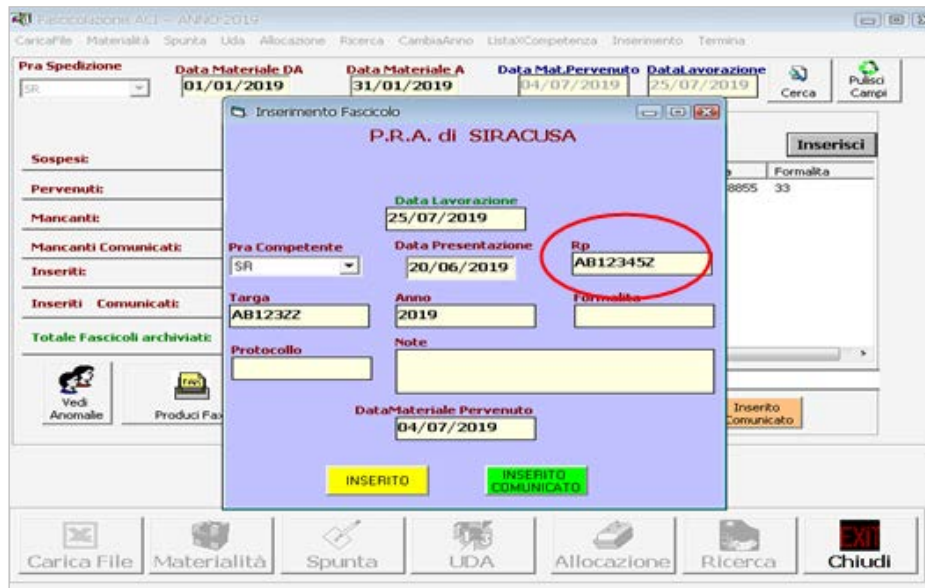 Fascicolazione ACI - ANNO 2019
CaricaFile Materialità Spunta Uda Allocazione Ricerca CambiaAnno ListaXCompetenza Inserimento Termina
Pra Spedizione Data Materiale DA Data Materiale A Data Mat.Pervenuto DataLavorazione
SR 01/01/2019 31/01/2019 04/07/2019 25/07/2019 Cerca Pulisci Campi
Inserimento Fascicolo
P.R.A. di SIRACUSA
Inserisci
Sospesi:
Formalita
Pervenuti:
8855 33
Data Lavorazione
Mancanti:
25/07/2019
Mancanti Comunicati:
Pra Competente Data Presentazione Rp
Inseriti:
SR 20/06/2019 AB12345Z
Inseriti Comunicati:
Targa Anno Formalita
AB123ZZ 2019
Totale Fascicoli archiviati:
Protocollo Note
Vedi Anomalie
Produci Fax
DataMateriale Pervenuto
04/07/2019
Inserito Comunicato
INSERITO
INSERITO COMUNICATO
Carica File Materialità Spunta UDA Allocazione Ricerca Chiudi
EXIT